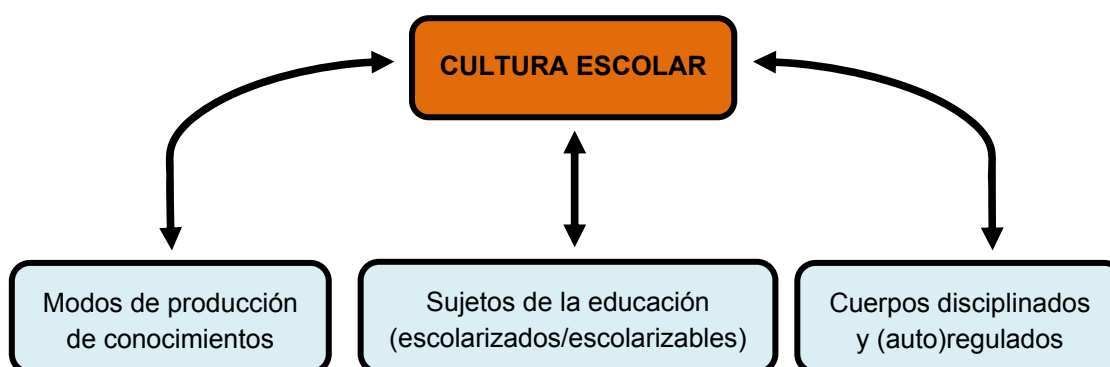 CULTURA ESCOLAR
Modos de producción
de conocimientos
Sujetos de la educación
(escolarizados/escolarizables)
Cuerpos disciplinados
y (auto)regulados